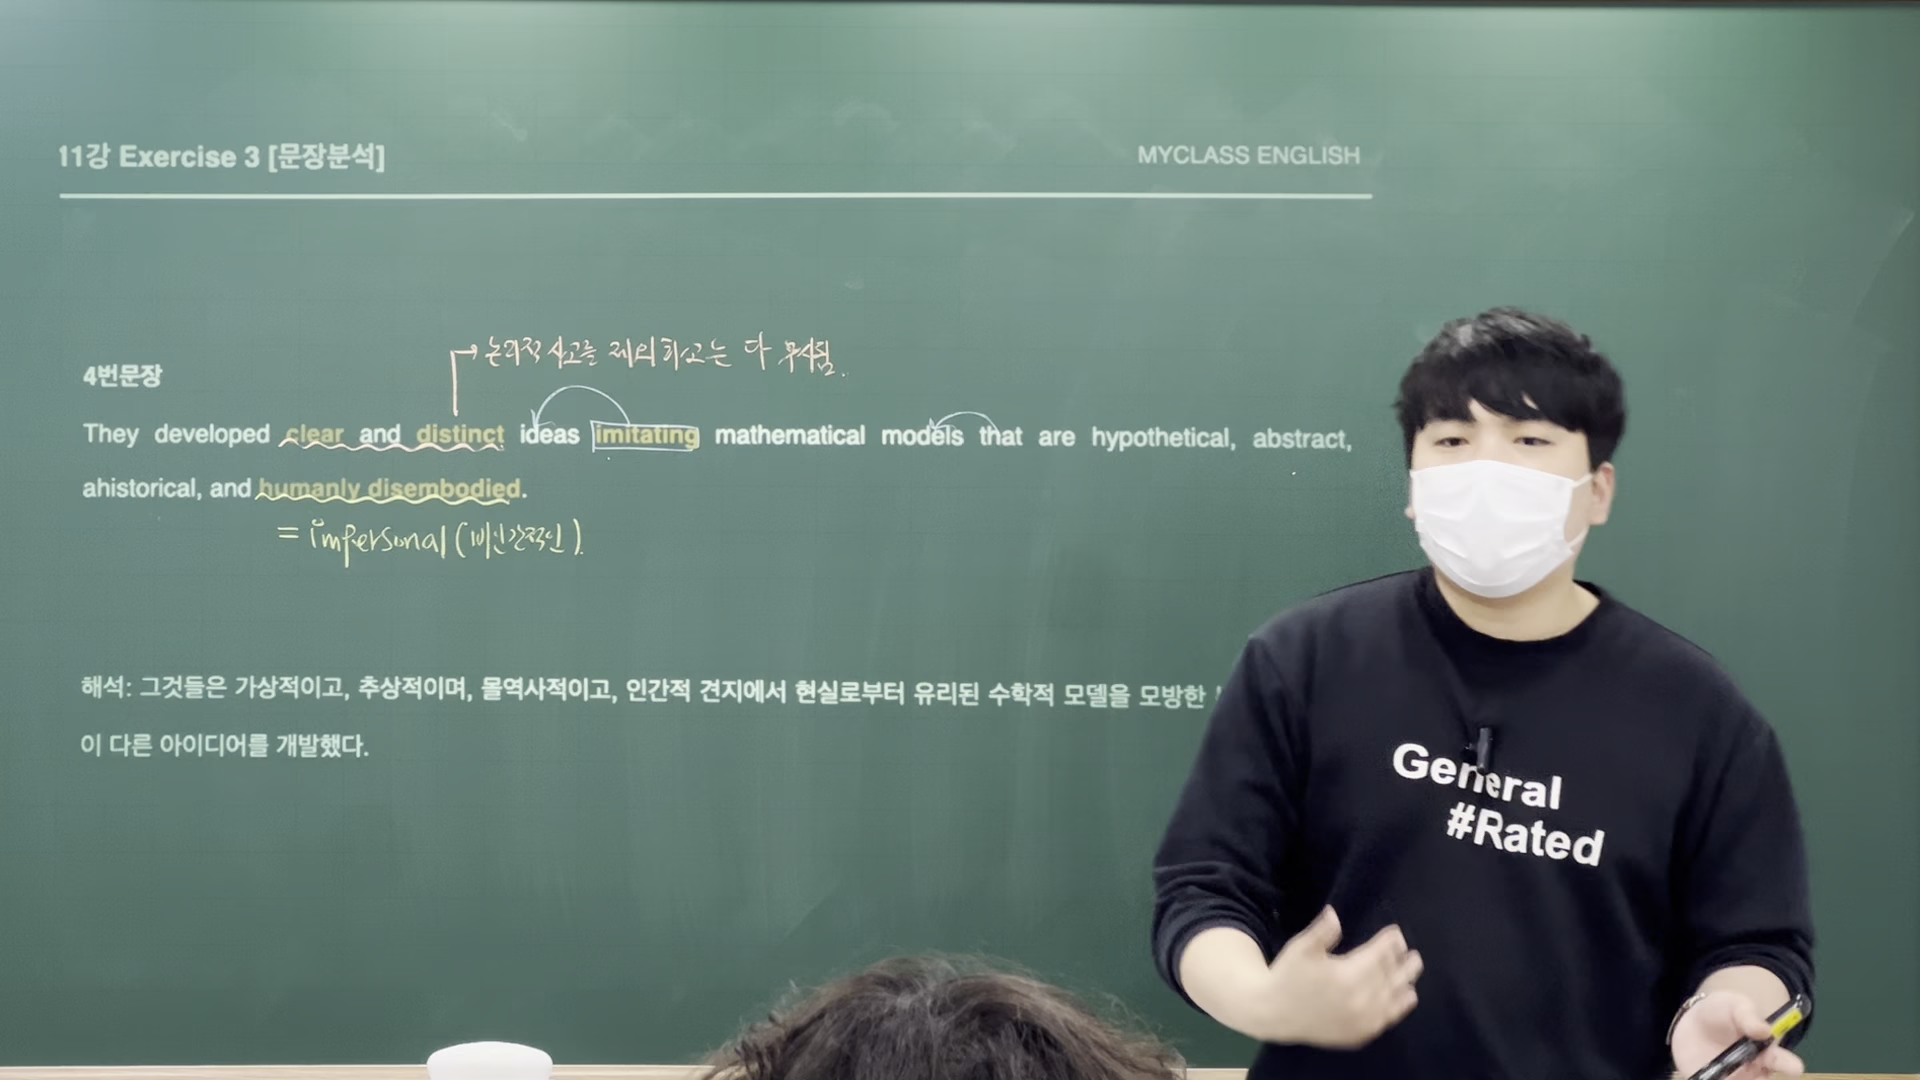 11강 Exercise 3 [문장분석]
MYCLASS ENGLISH
→ 논리적 사고를 제외하고는 다 무시됨.
4번문장
They developed clear and distinct ideas imitating mathematical models that are hypothetical, abstract,
ahistorical, and humanly disembodied.
= impersonal (비인간적인).
해석: 그것들은 가상적이고, 추상적이며, 몰역사적이고, 인간적 견지에서 현실로부터 유리된 수학적 모델을 모방한
이 다른 아이디어를 개발했다.
General
#Rated